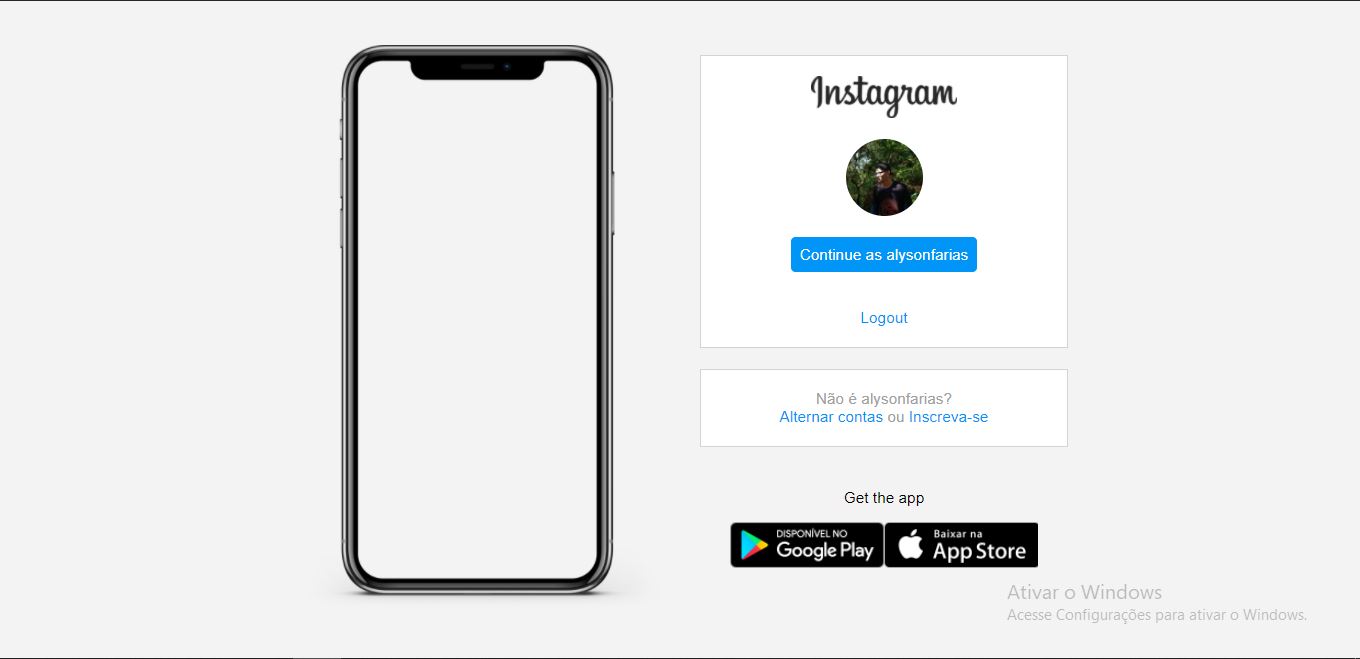 Instagram
Continue as alysonfarias
Logout
Não é alysonfarias?
Alternar contas ou Inscreva-se
Get the app
DISPONÍVEL NO
Google Play
Baixar na
App Store
Ativar o Windows
Acesse Configurações para ativar o Windows.